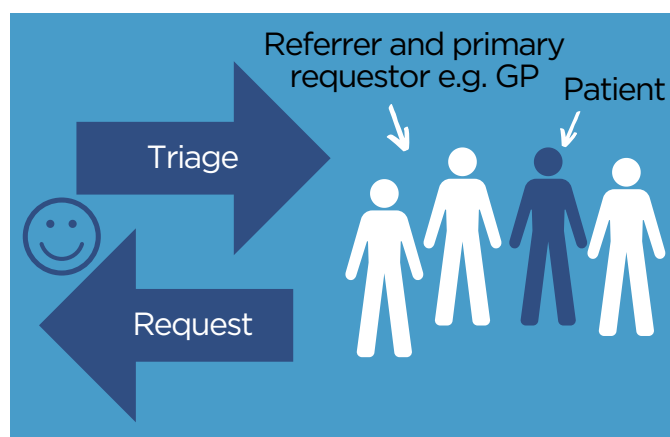 Referrer and primary
requestor e.g. GP
Patient
Triage
Request